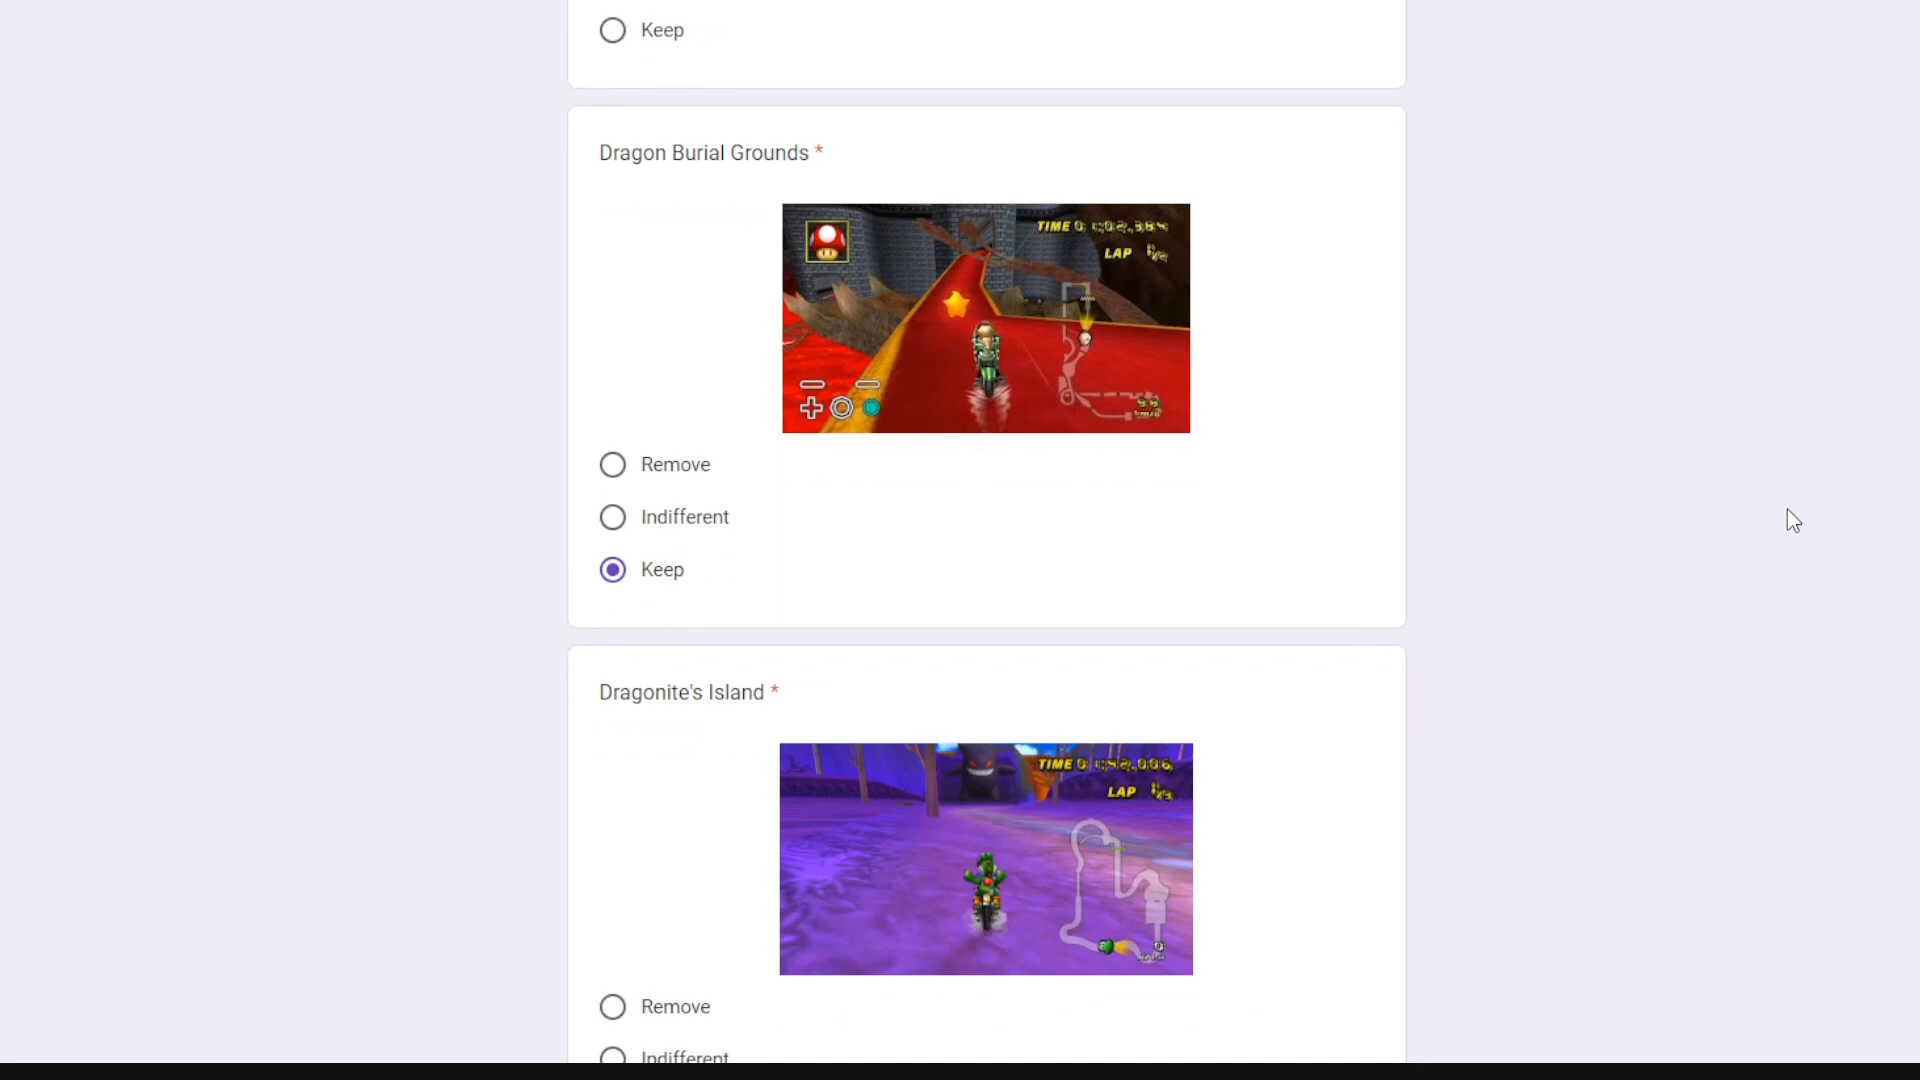 Keep
Dragon Burial Grounds *
TIME
LAP
Remove
Indifferent
Keep
Dragonite's Island *
TIME
LAP
Remove
Indifferent